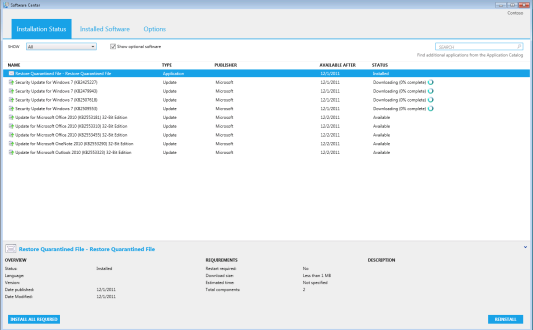 Software Center
Contoso
Installation Status Installed Software Options
SHOW All Show optional software SEARCH
Find additional applications from the Application Catalog
NAME TYPE PUBLISHER AVAILABLE AFTER STATUS
Restore Quarantined File - Restore Quarantined File Application 12/1/2011 Installed
Security Update for Windows 7 (KB2425227) Update Microsoft 12/1/2011 Downloading (0% complete)
Security Update for Windows 7 (KB2479943) Update Microsoft 12/1/2011 Downloading (0% complete)
Security Update for Windows 7 (KB2507618) Update Microsoft 12/1/2011 Downloading (0% complete)
Security Update for Windows 7 (KB2509553) Update Microsoft 12/1/2011 Downloading (0% complete)
Update for Microsoft Office 2010 (KB2553181) 32-Bit Edition Update Microsoft 12/2/2011 Available
Update for Microsoft Office 2010 (KB2553310) 32-Bit Edition Update Microsoft 12/2/2011 Available
Update for Microsoft Office 2010 (KB2553455) 32-Bit Edition Update Microsoft 12/2/2011 Available
Update for Microsoft OneNote 2010 (KB2553290) 32-Bit Edition Update Microsoft 12/2/2011 Available
Update for Microsoft Outlook 2010 (KB2553323) 32-Bit Edition Update Microsoft 12/2/2011 Available
Restore Quarantined File - Restore Quarantined File
OVERVIEW REQUIREMENTS DESCRIPTION
Status: Installed Restart required: No
Language: Download size: Less than 1 MB
Version: Estimated time: Not specified
Date published: 12/1/2011 Total components: 2
Date Modified: 12/1/2011
INSTALL ALL REQUIRED REINSTALL